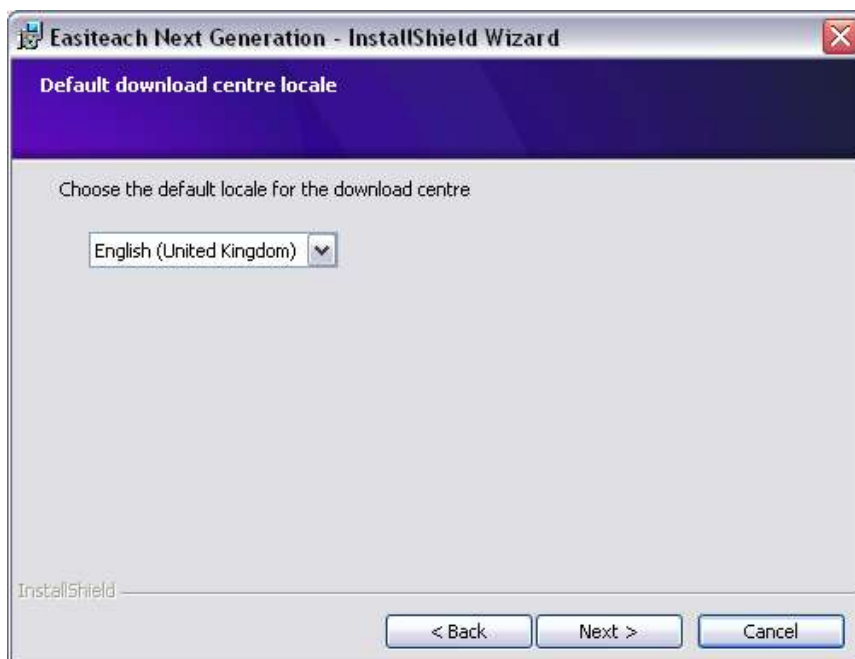 Easiteach Next Generation - InstallShield Wizard
Default download centre locale
Choose the default locale for the download centre
English (United Kingdom)
InstallShield
< Back Next > Cancel